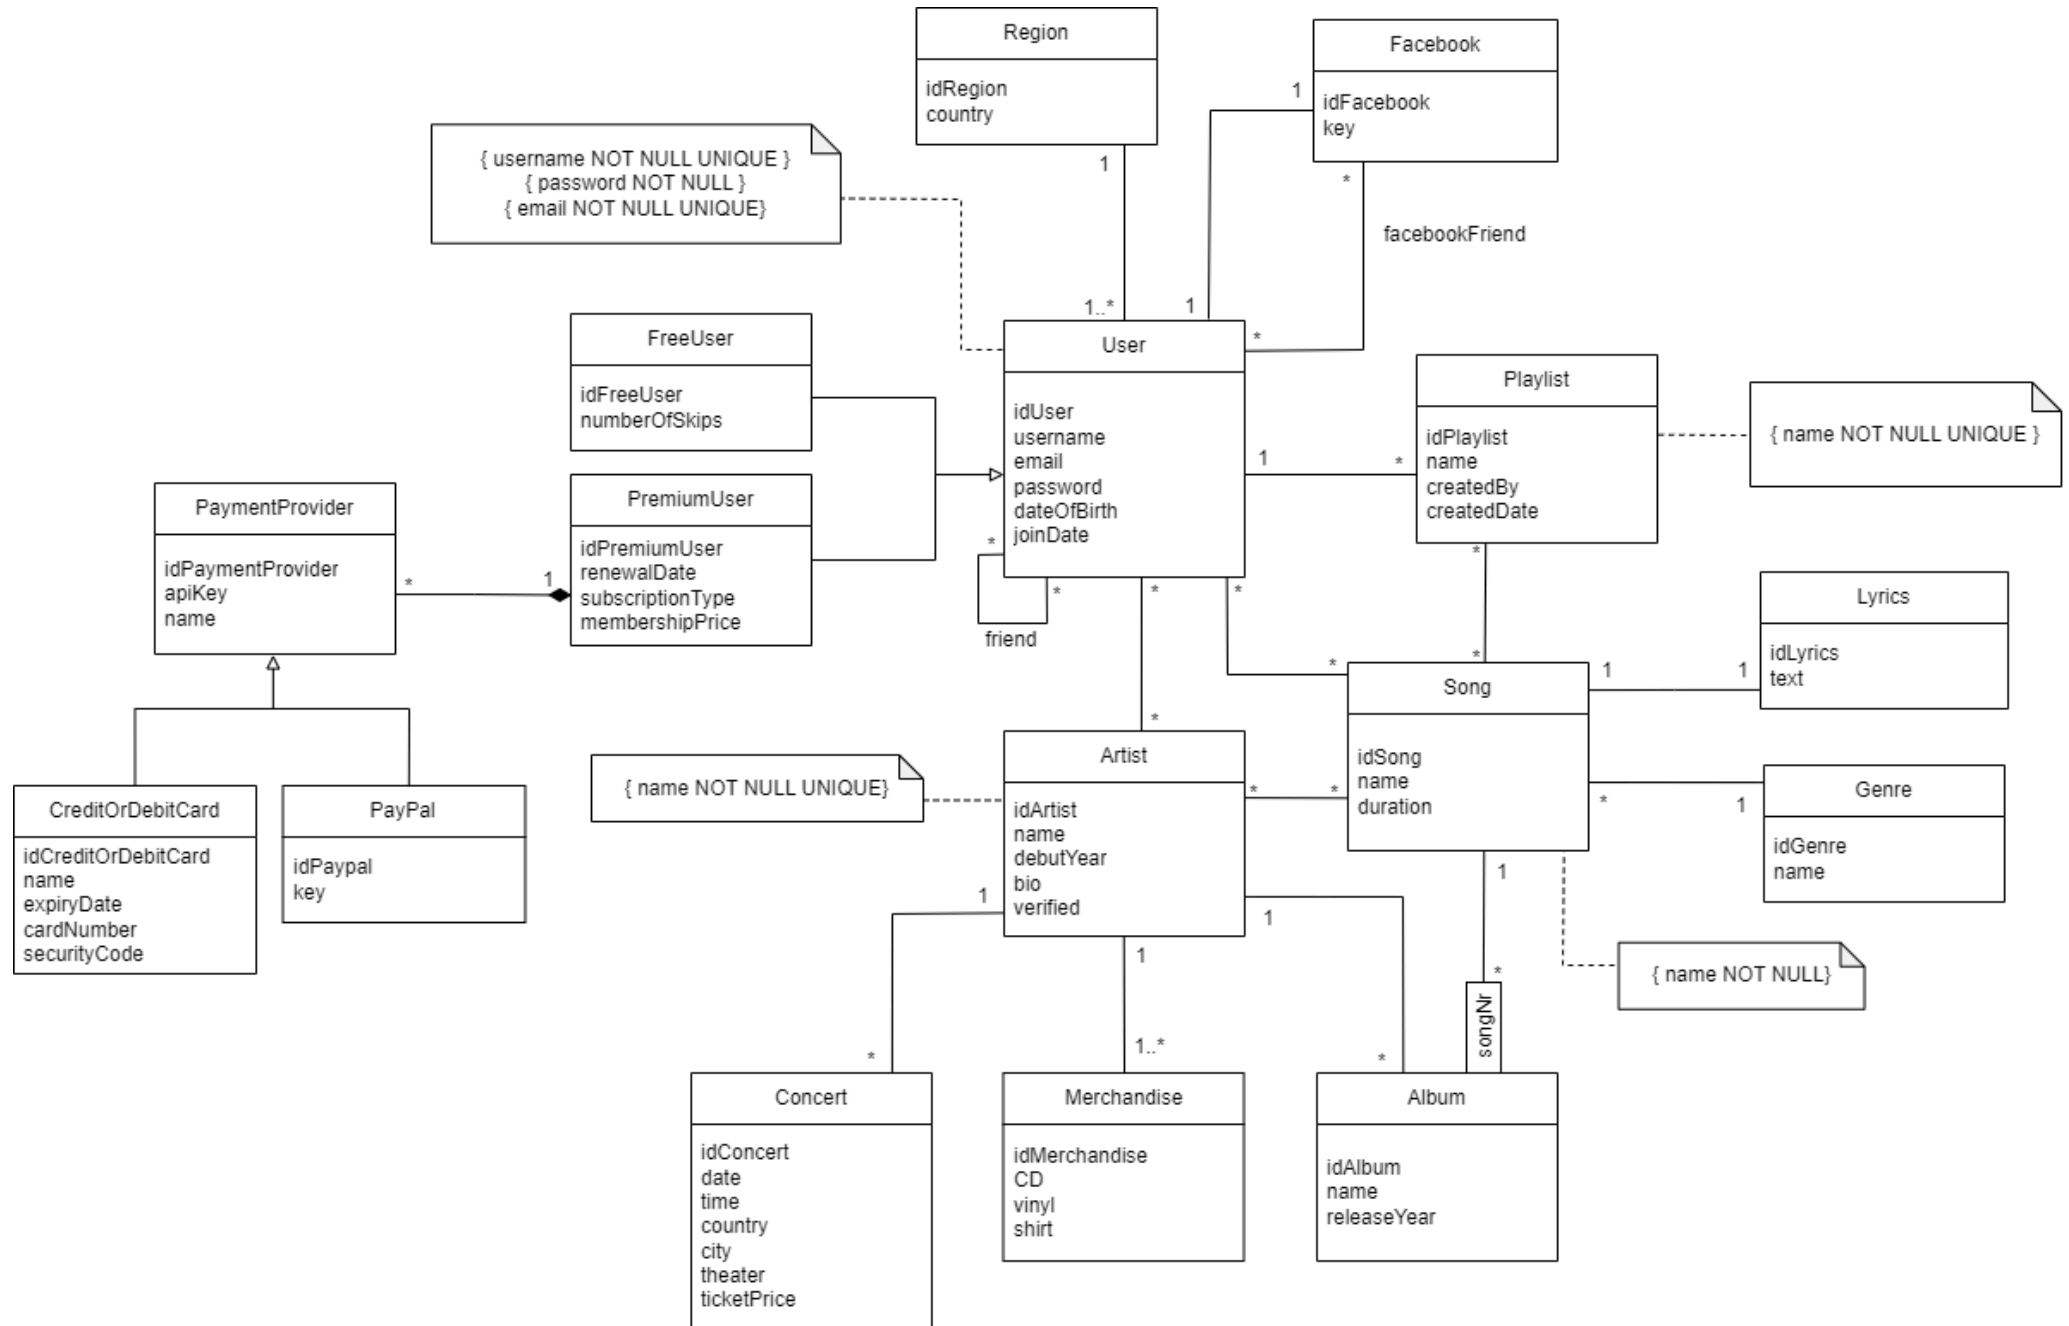 Region
idRegion
country
1
1..*
Facebook
idFacebook
key
1
1
*
facebookFriend
*
{ username NOT NULL UNIQUE }
{ password NOT NULL }
{ email NOT NULL UNIQUE}
FreeUser
idFreeUser
numberOfSkips
User
idUser
username
email
password
dateOfBirth
joinDate
*
*
friend
1
*
Playlist
idPlaylist
name
createdBy
createdDate
{ name NOT NULL UNIQUE }
PaymentProvider
idPaymentProvider
apiKey
name
*
1
PremiumUser
idPremiumUser
renewalDate
subscriptionType
membershipPrice
*
*
*
*
*
*
Lyrics
idLyrics
text
Song
idSong
name
duration
1
1
CreditOrDebitCard
idCreditOrDebitCard
name
expiryDate
cardNumber
securityCode
PayPal
idPaypal
key
{ name NOT NULL UNIQUE}
Artist
idArtist
name
debutYear
bio
verified
*
*
*
1
Genre
idGenre
name
{ name NOT NULL}
1
*
songNr
1
*
1
1..*
1
*
Concert
idConcert
date
time
country
city
theater
ticketPrice
Merchandise
idMerchandise
CD
vinyl
shirt
Album
idAlbum
name
releaseYear